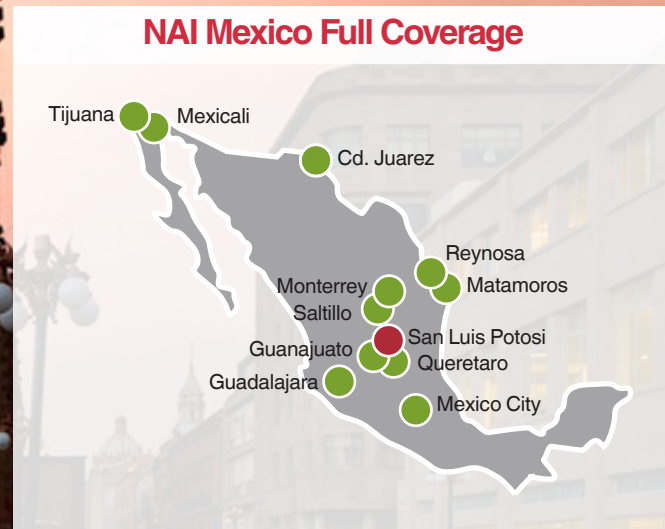 NAI Mexico Full Coverage
Tijuana
Mexicali
Cd. Juarez
Reynosa
Monterrey
Matamoros
Saltillo
San Luis Potosi
Guanajuato
Queretaro
Guadalajara
Mexico City